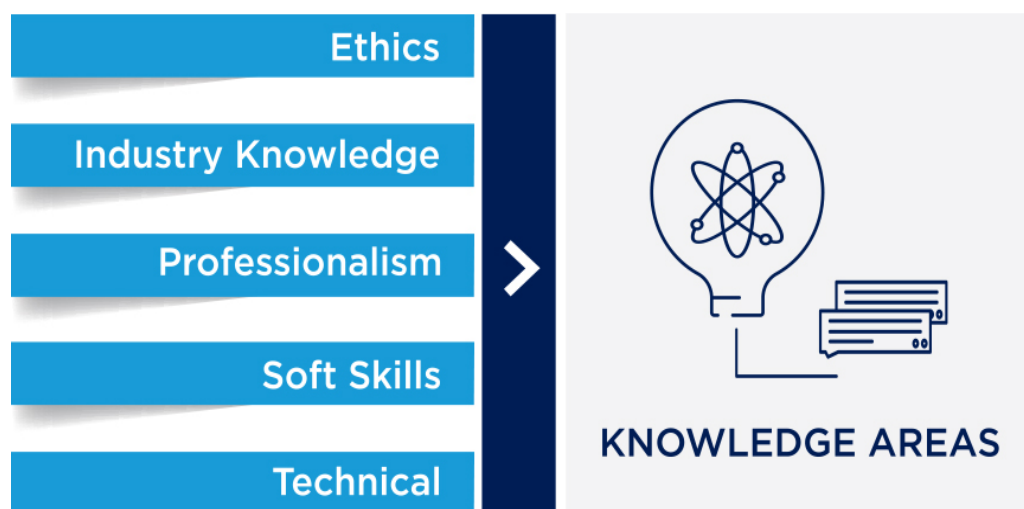 Ethics
Industry Knowledge
Professionalism
Soft Skills
Technical
KNOWLEDGE AREAS